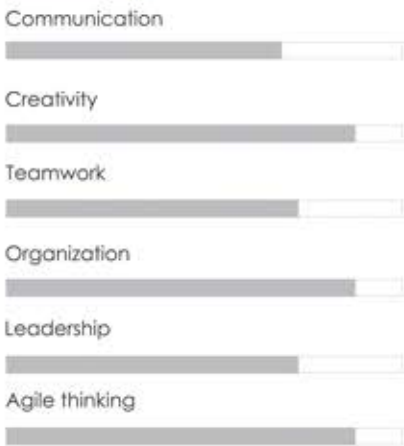 Communication
Creativity
Teamwork
Organization
Leadership
Agile thinking